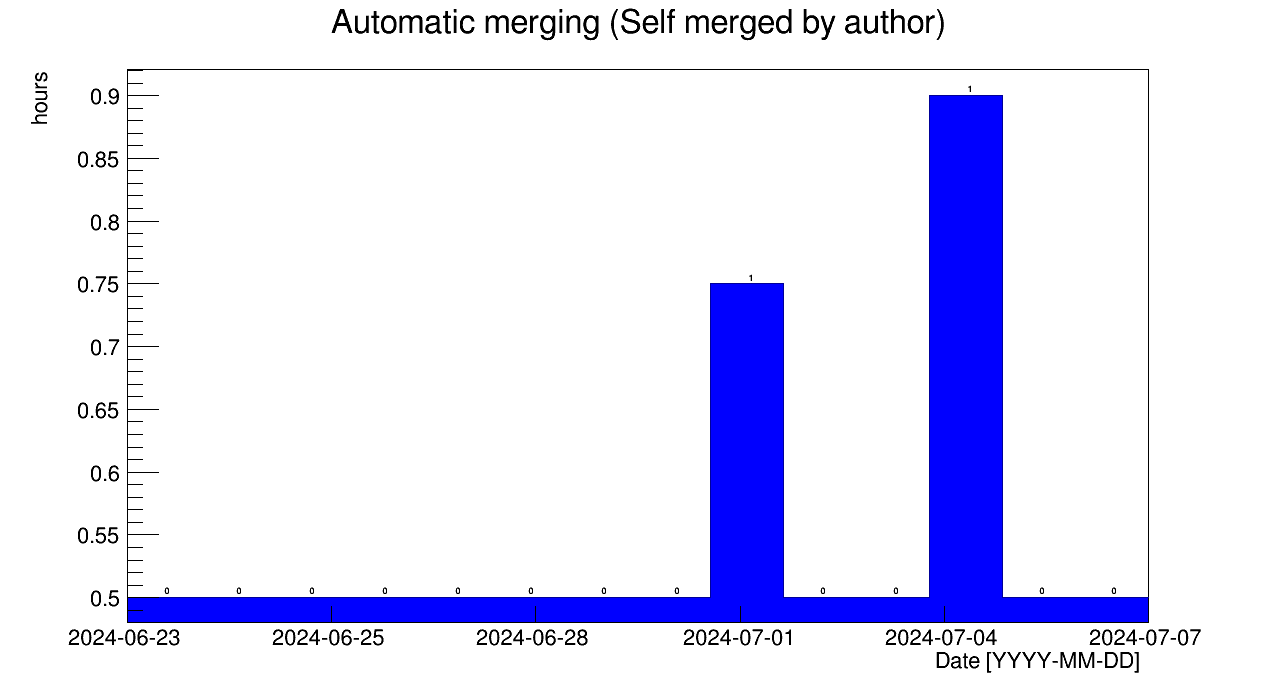 Automatic merging (Self merged by author)
hours
0.9
0.85
0.8
0.75
0.7
0.65
0.6
0.55
0.5
0 0 0 0 0 0 0 0 1 0 0 1 0 0
2024-06-23 2024-06-25 2024-06-28 2024-07-01 2024-07-04 2024-07-07
Date [YYYY-MM-DD]